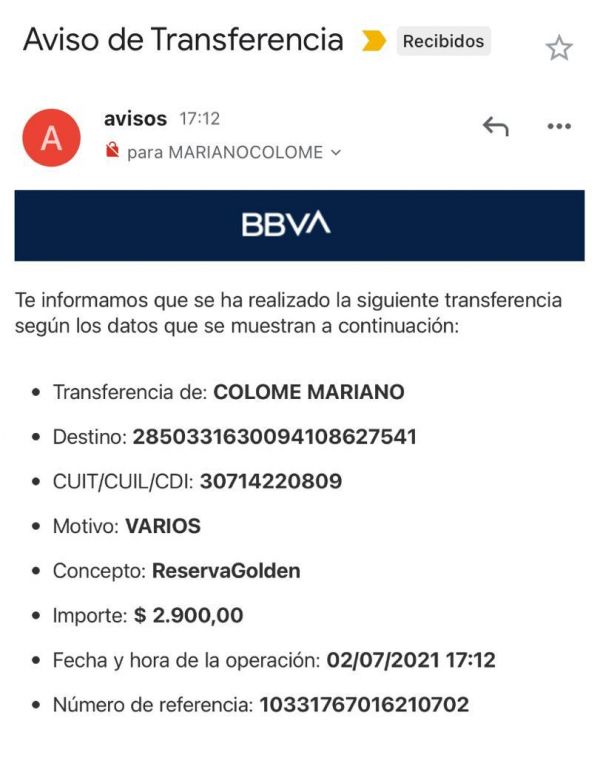 Aviso de Transferencia Recibidos
A
avisos 17:12
para MARIANOCOLOME
BBVA
Te informamos que se ha realizado la siguiente transferencia
según los datos que se muestran a continuación:
• Transferencia de: COLOME MARIANO
• Destino: 2850331630094108627541
• CUIT/CUIL/CDI: 30714220809
• Motivo: VARIOS
• Concepto: ReservaGolden
• Importe: $ 2.900,00
• Fecha y hora de la operación: 02/07/2021 17:12
• Número de referencia: 10331767016210702